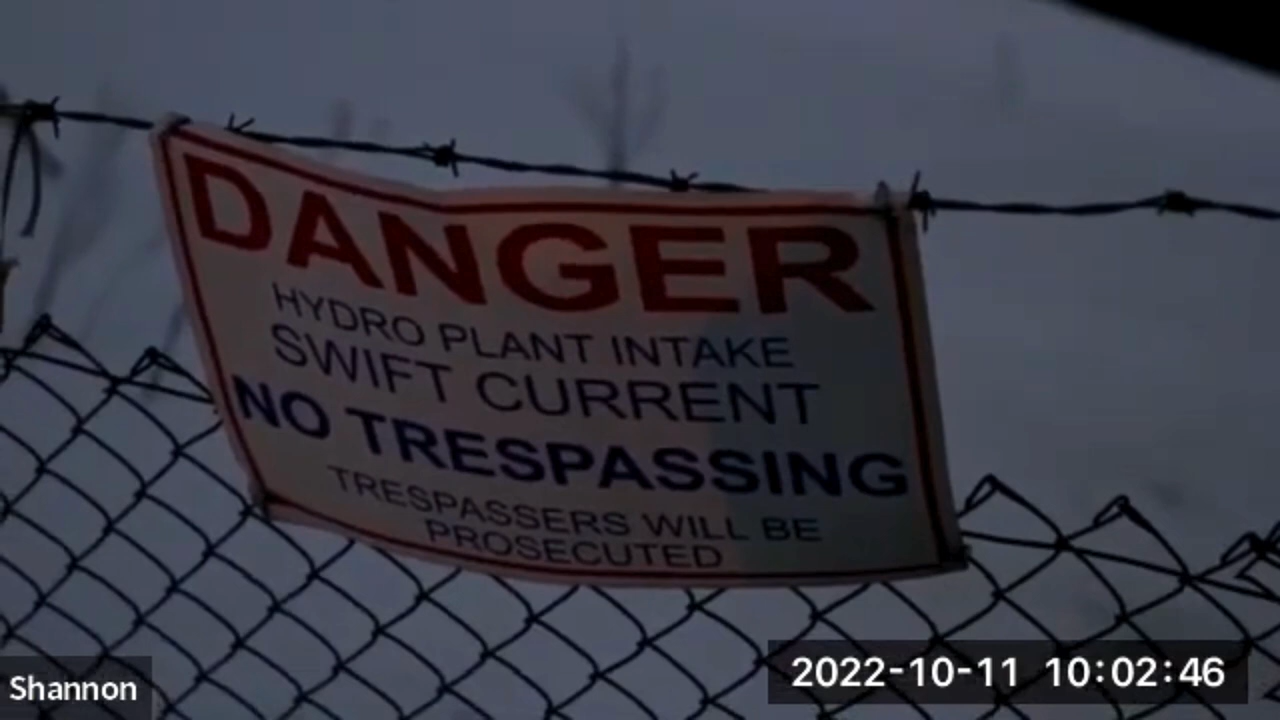 DANGER
HYDRO PLANT INTAKE
SWIFT CURRENT
NO TRESPASSING
TRESPASSERS WILL BE
PROSECUTED
Shannon
2022-10-11 10:02:46